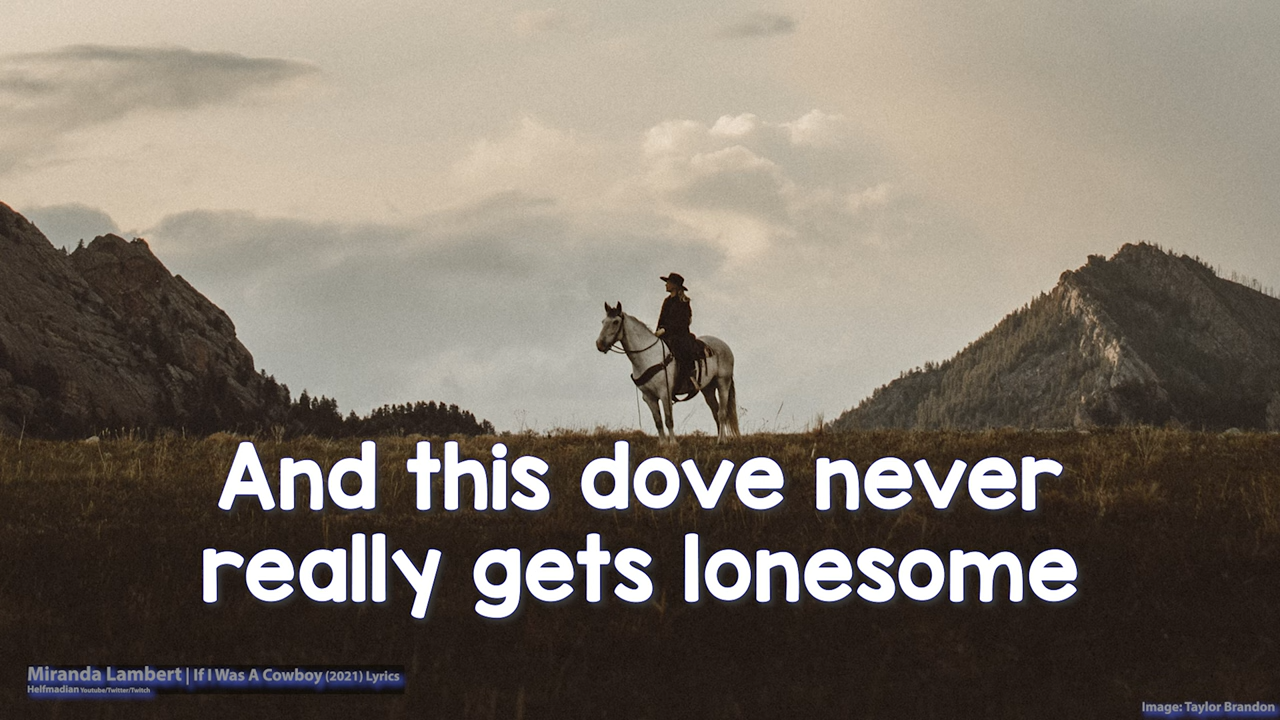 And this dove never
really gets lonesome
Miranda Lambert | If I Was A Cowboy (2021) Lyrics
Helfmadian Youtube/Twitter/Twitch
Image: Taylor Brandon